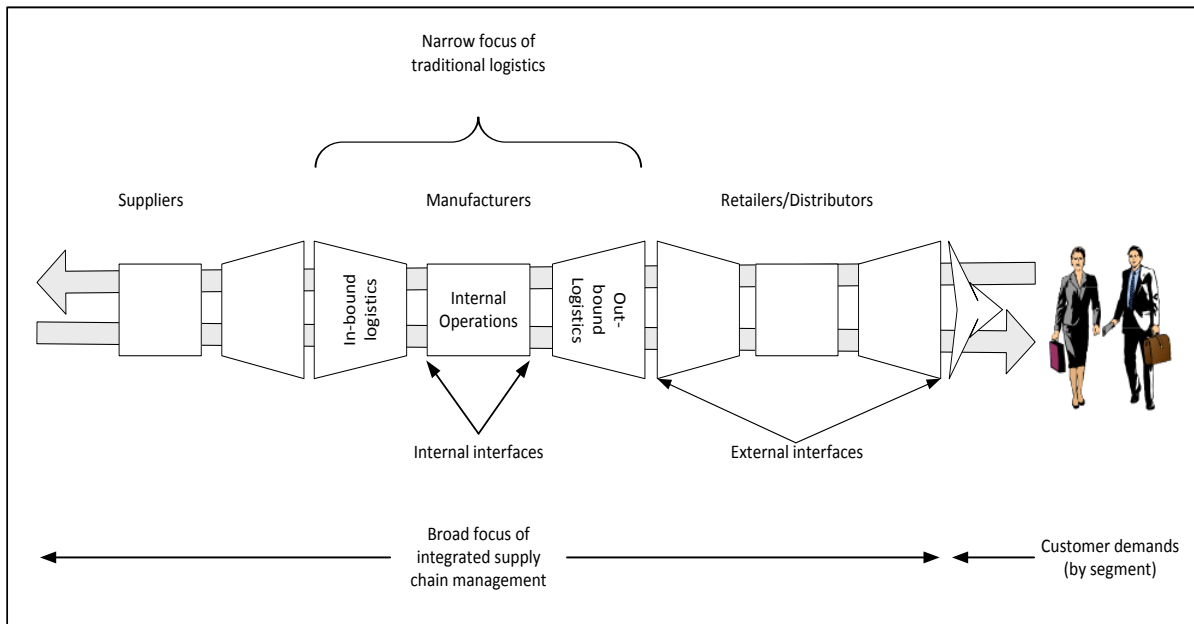 Narrow focus of
traditional logistics
Suppliers
Manufacturers
Retailers/Distributors
In-bound
logistics
Internal
Operations
Out-
bound
Logistics
Internal interfaces
External interfaces
Broad focus of
integrated supply
chain management
Customer demands
(by segment)